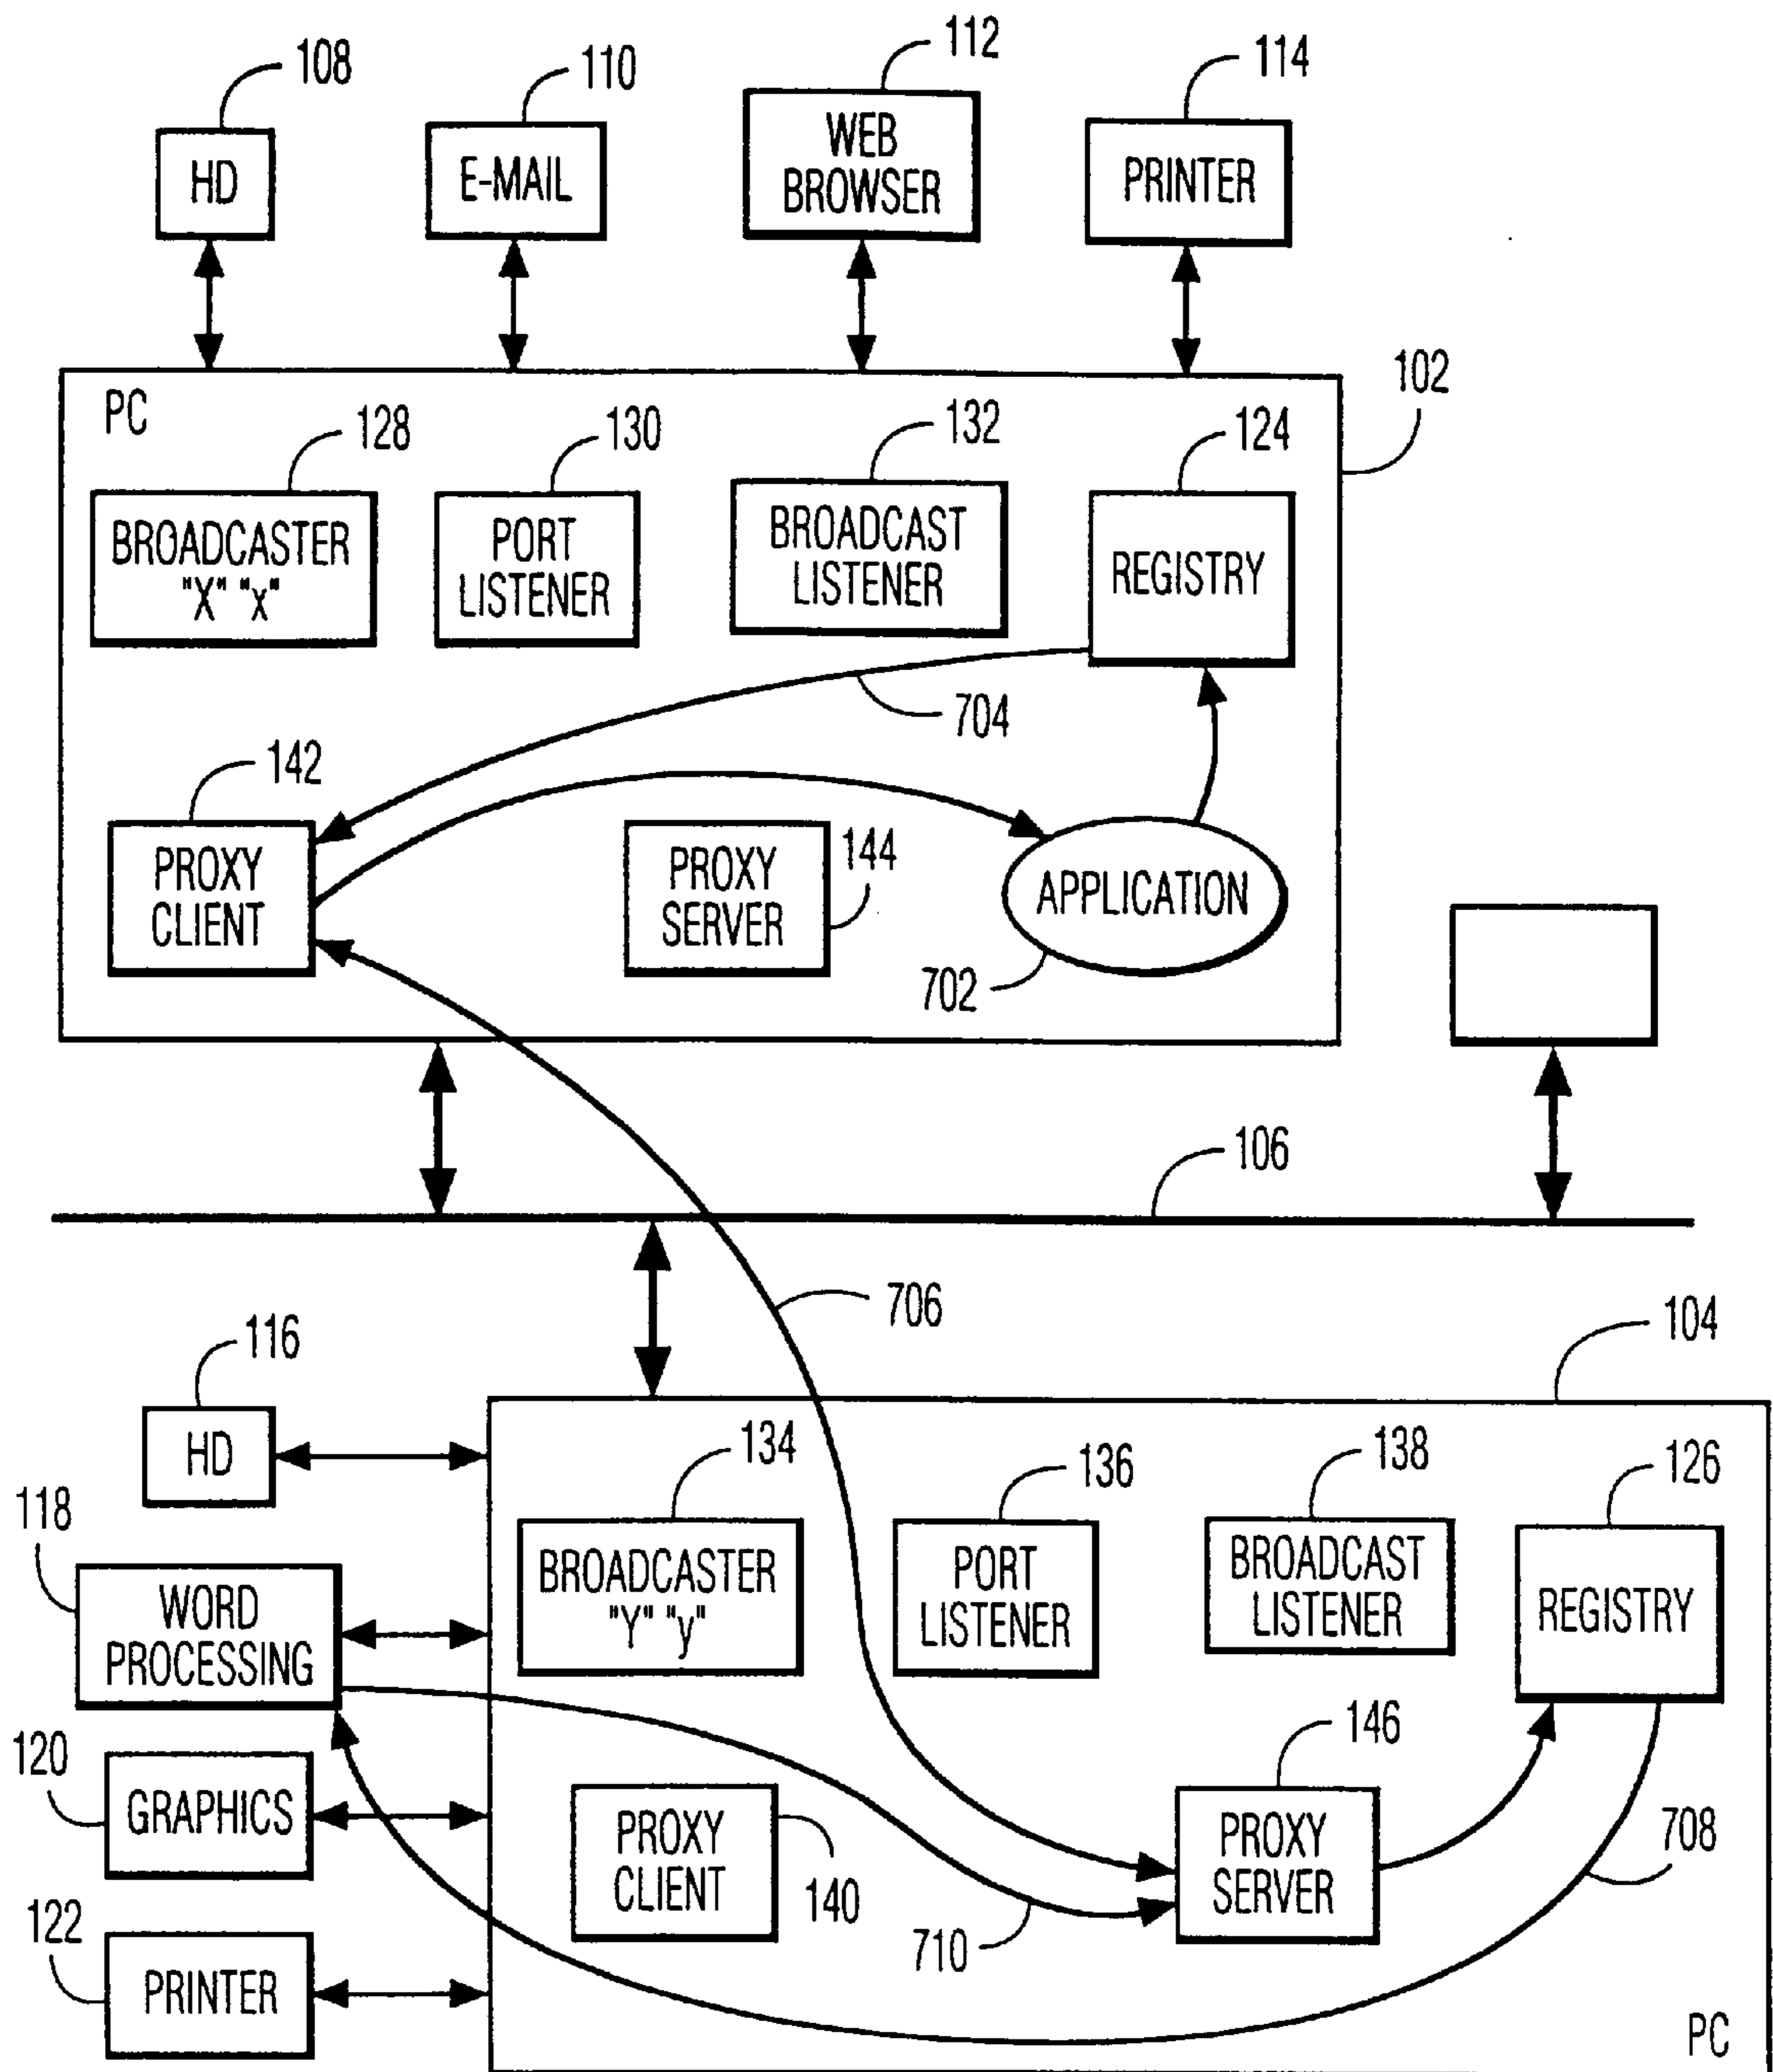 108
110
112
114
HD
E-MAIL
WEB
BROWSER
PRINTER
102
PC
128
130
132
124
BROADCASTER
"X" "x"
PORT
LISTENER
BROADCAST
LISTENER
REGISTRY
704
142
PROXY
CLIENT
PROXY
SERVER
144
APPLICATION
702
106
706
104
116
HD
134
136
138
126
118
WORD
PROCESSING
BROADCASTER
"Y" "y"
PORT
LISTENER
BROADCAST
LISTENER
REGISTRY
120
GRAPHICS
146
PROXY
CLIENT
140
PROXY
SERVER
708
710
122
PRINTER
PC